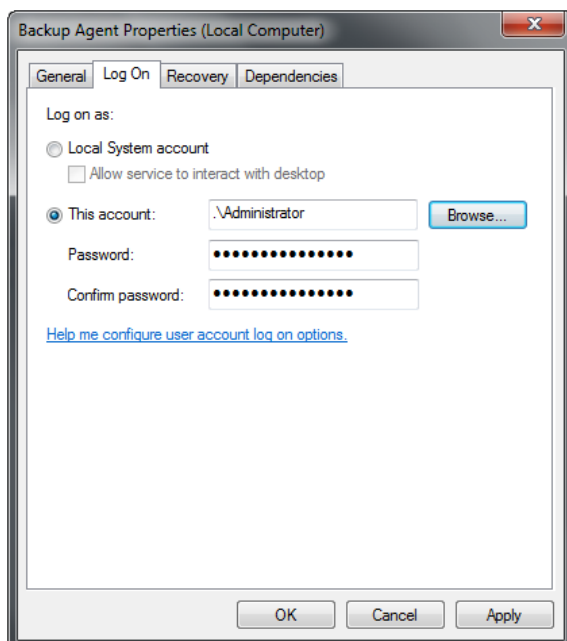 Backup Agent Properties (Local Computer)
General Log On Recovery Dependencies
Log on as:
Local System account
Allow service to interact with desktop
This account: .\Administrator Browse...
Password: •••••••••••••••
Confirm password: •••••••••••••••
Help me configure user account log on options.
OK Cancel Apply